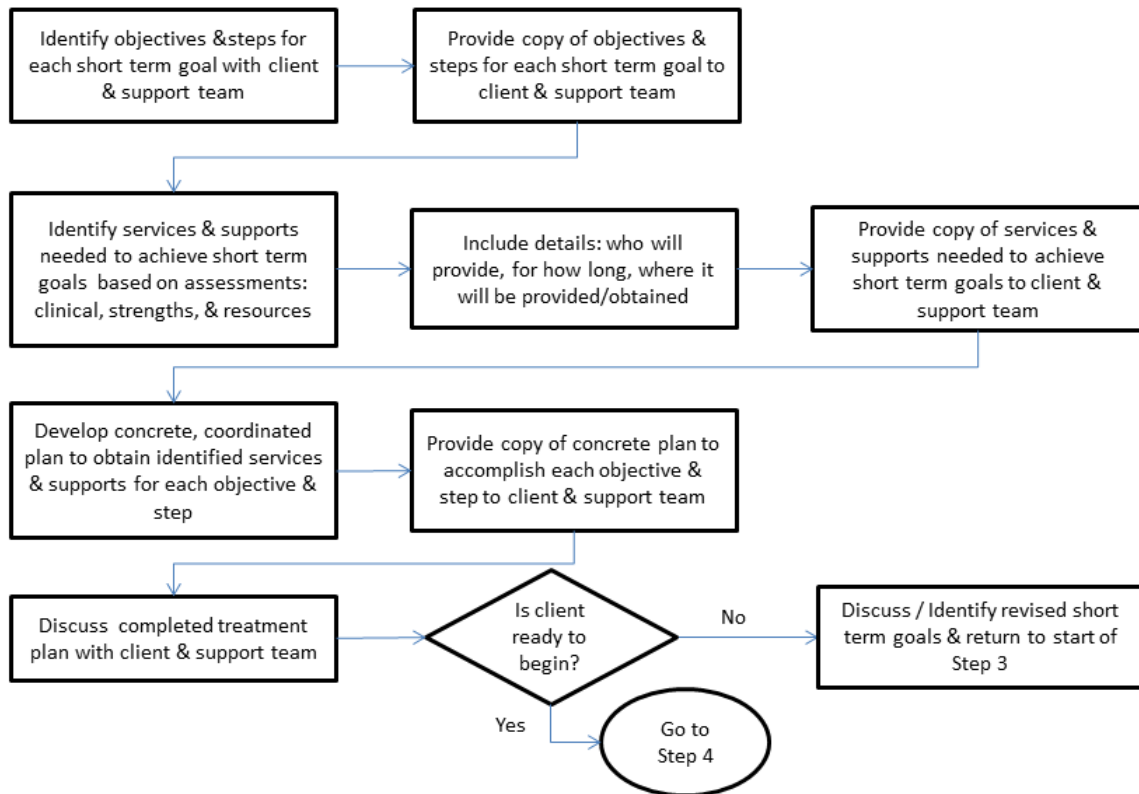 Identify objectives &steps for
each short term goal with client
& support team
Provide copy of objectives &
steps for each short term goal to
client & support team
Identify services & supports
needed to achieve short term
goals based on assessments:
clinical, strengths, & resources
Include details: who will
provide, for how long, where it
will be provided/obtained
Provide copy of services &
supports needed to achieve
short term goals to client &
support team
Develop concrete, coordinated
plan to obtain identified services
& supports for each objective &
step
Provide copy of concrete plan to
accomplish each objective &
step to client & support team
Discuss completed treatment
plan with client & support team
Is client
ready to
begin?
No
Discuss / Identify revised short
term goals & return to start of
Step 3
Yes
Go to
Step 4